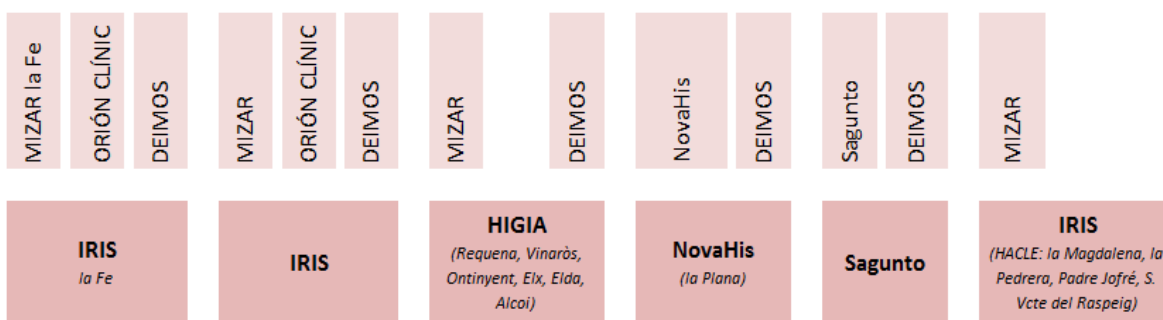 MIZAR la Fe
ORIÓN CLÍNIC
DEIMOS
MIZAR
ORIÓN CLÍNIC
DEIMOS
MIZAR
DEIMOS
NovaHis
DEIMOS
Sagunto
DEIMOS
MIZAR
IRIS
la Fe
IRIS
HIGIA
(Requena, Vinaròs,
Ontinyent, Elx, Elda,
Alcoi)
NovaHis
(la Plana)
Sagunto
IRIS
(HACLE: la Magdalena, la
Pedrera, Padre Jofré, S.
Vcte del Raspeig)